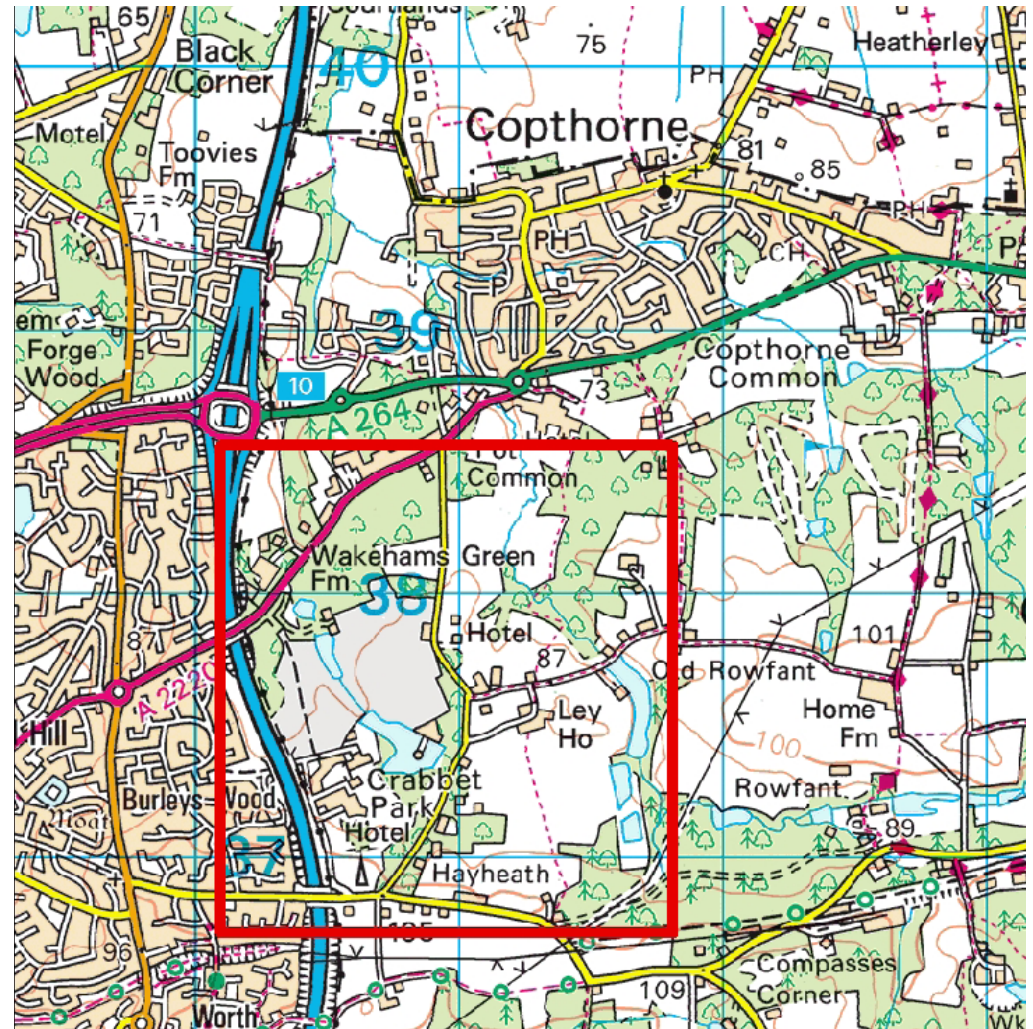 65
Black
Corner
40
75
Heatherley
PH
Motel
Copthorne
Toovies
Fm
81
85
PH
71
PH
CH
P
P
39
Forge
Wood
10
A 264
73
Copthorne
Common
Hotel
Common
Wakehams Green
Fm
38
Hotel
87
87
101
Old Rowfant
A 2220
Hill
Ley
Ho
Home
Fm
100
Crabbet
Park
Rowfant
Burleys Wood
Moat
Hotel
89
37
Hayheath
96
109
Compasses
Corner
Worth